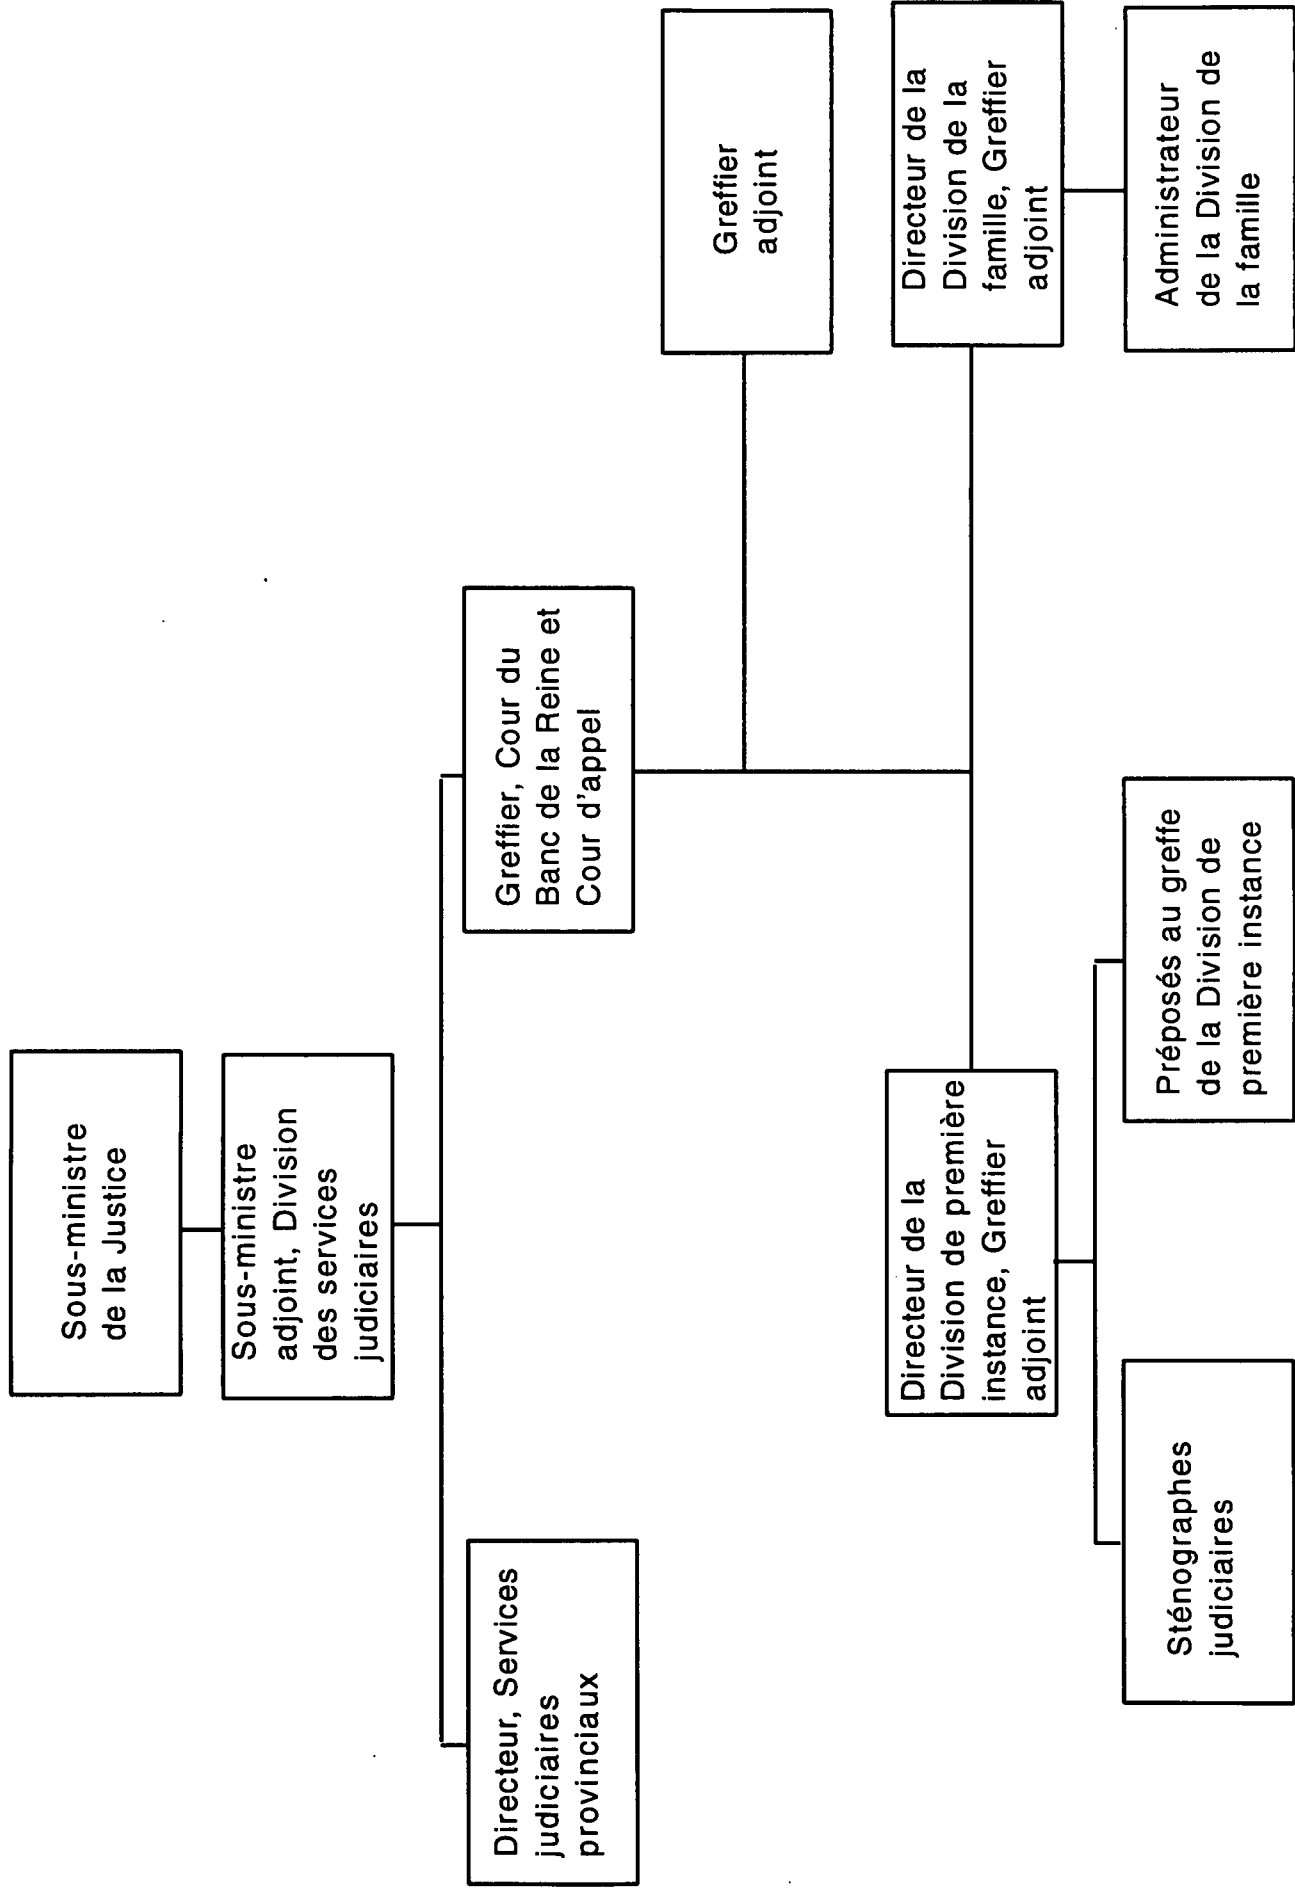 Sous-ministre
de la Justice
Sous-ministre
adjoint, Division
des services
judiciaires
Directeur, Services
judiciaires
provinciaux
Greffier, Cour du
Banc de la Reine et
Cour d'appel
Greffier
adjoint
Directeur de la
Division de première
instance, Greffier
adjoint
Directeur de la
Division de la
famille, Greffier
adjoint
Sténographes
judiciaires
Préposés au greffe
de la Division de
première instance
Administrateur
de la Division de
la famille